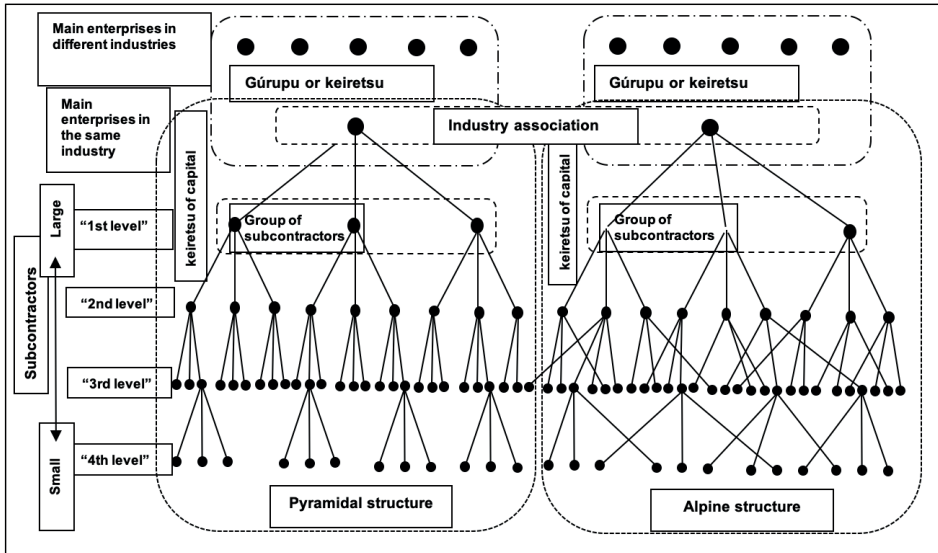 Main enterprises in
different industries
Gúrupu or keiretsu
Gúrupu or keiretsu
Main
enterprises in
the same
industry
Industry association
keiretsu of capital
keiretsu of capital
Large
“1st level”
Group of
subcontractors
Group of
subcontractors
Subcontractors
“2nd level”
“3rd level”
Small
“4th level”
Pyramidal structure
Alpine structure